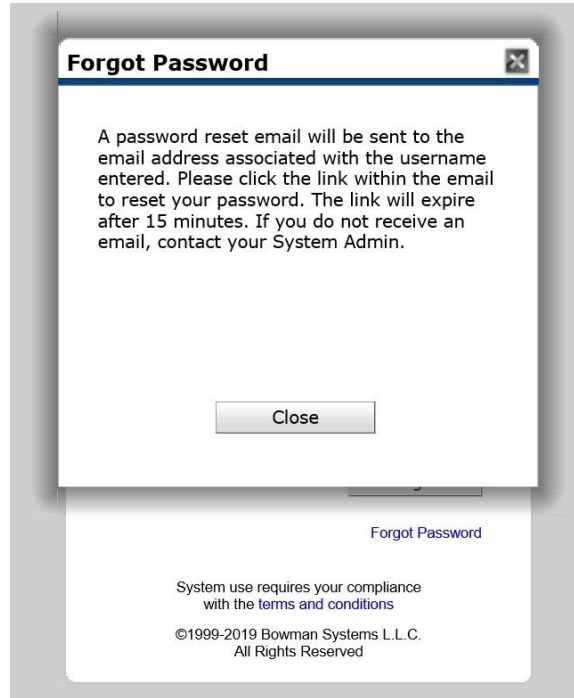 Forgot Password
A password reset email will be sent to the
email address associated with the username
entered. Please click the link within the email
to reset your password. The link will expire
after 15 minutes. If you do not receive an
email, contact your System Admin.
Close
Forgot Password
System use requires your compliance
with the terms and conditions
©1999-2019 Bowman Systems L.L.C.
All Rights Reserved